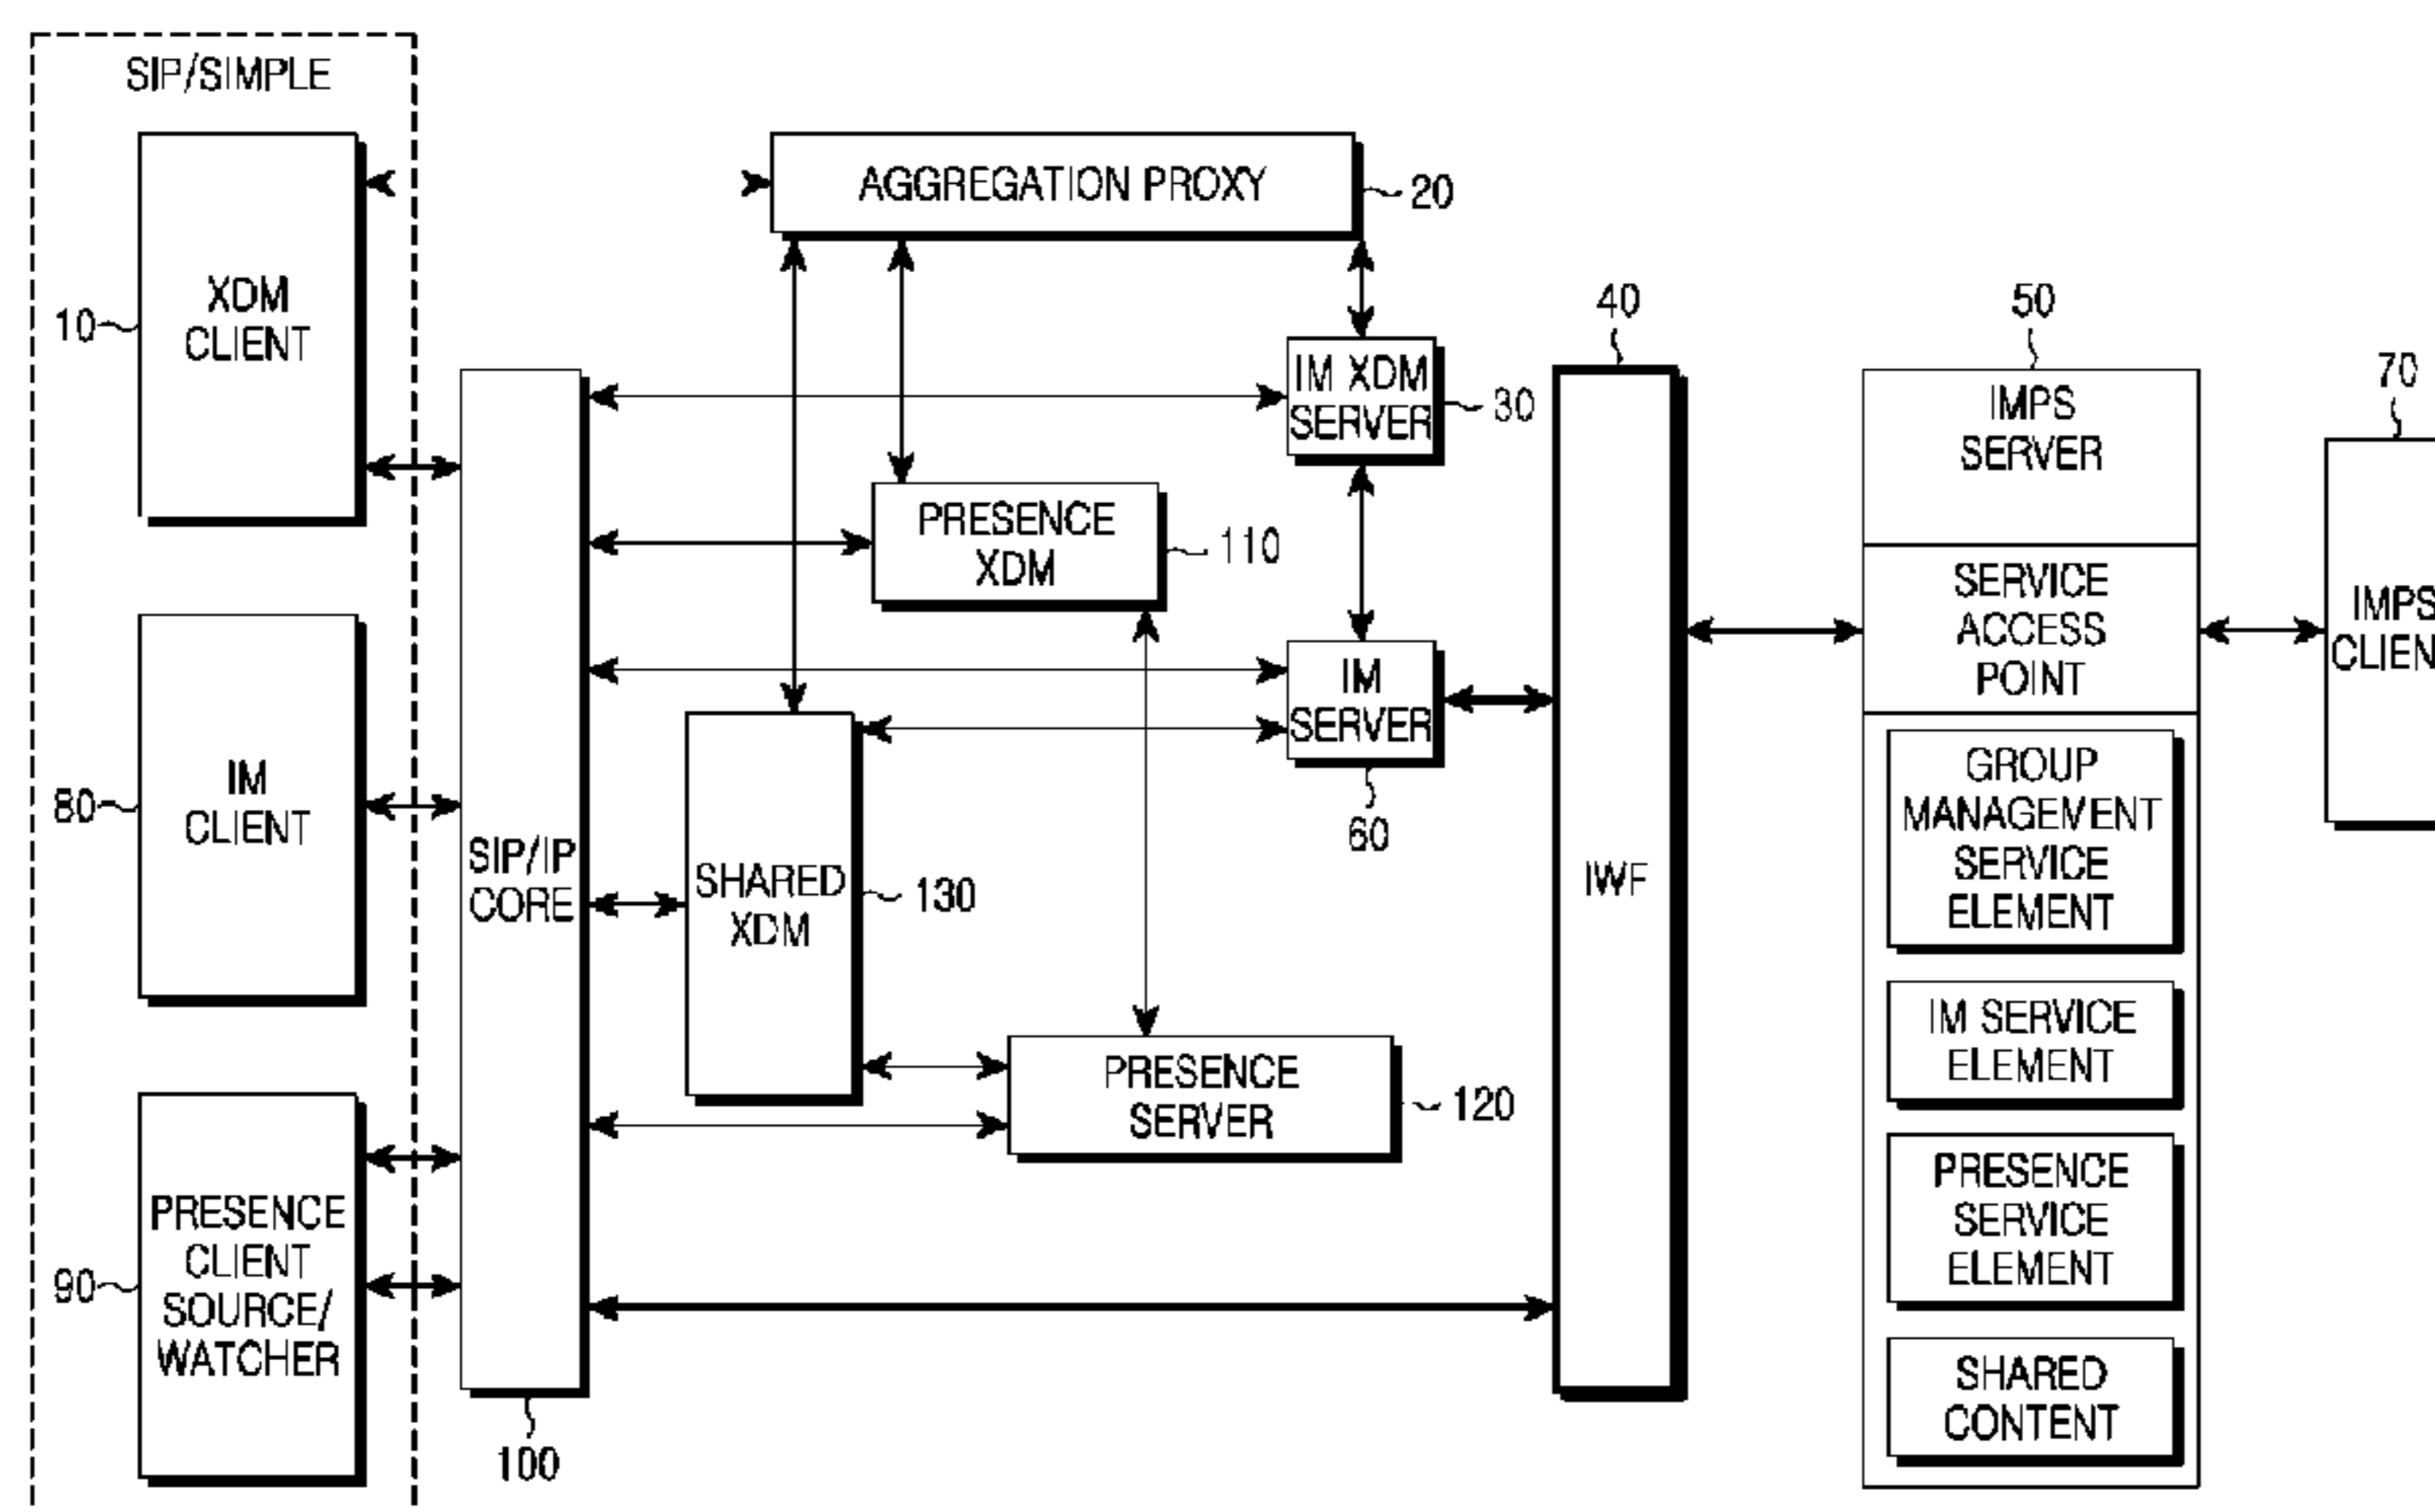 SIP/SIMPLE
XDM
CLIENT
10
IM
CLIENT
80
PRESENCE
CLIENT
SOURCE/
WATCHER
90
SIP/IP
CORE
100
AGGREGATION PROXY
20
IM XDM
SERVER
30
PRESENCE
XDM
110
IM
SERVER
60
SHARED
XDM
130
PRESENCE
SERVER
120
40
IWF
50
IMPS
SERVER
SERVICE
ACCESS
POINT
GROUP
MANAGEMENT
SERVICE
ELEMENT
IM SERVICE
ELEMENT
PRESENCE
SERVICE
ELEMENT
SHARED
CONTENT
70
IMPS
CLIEN